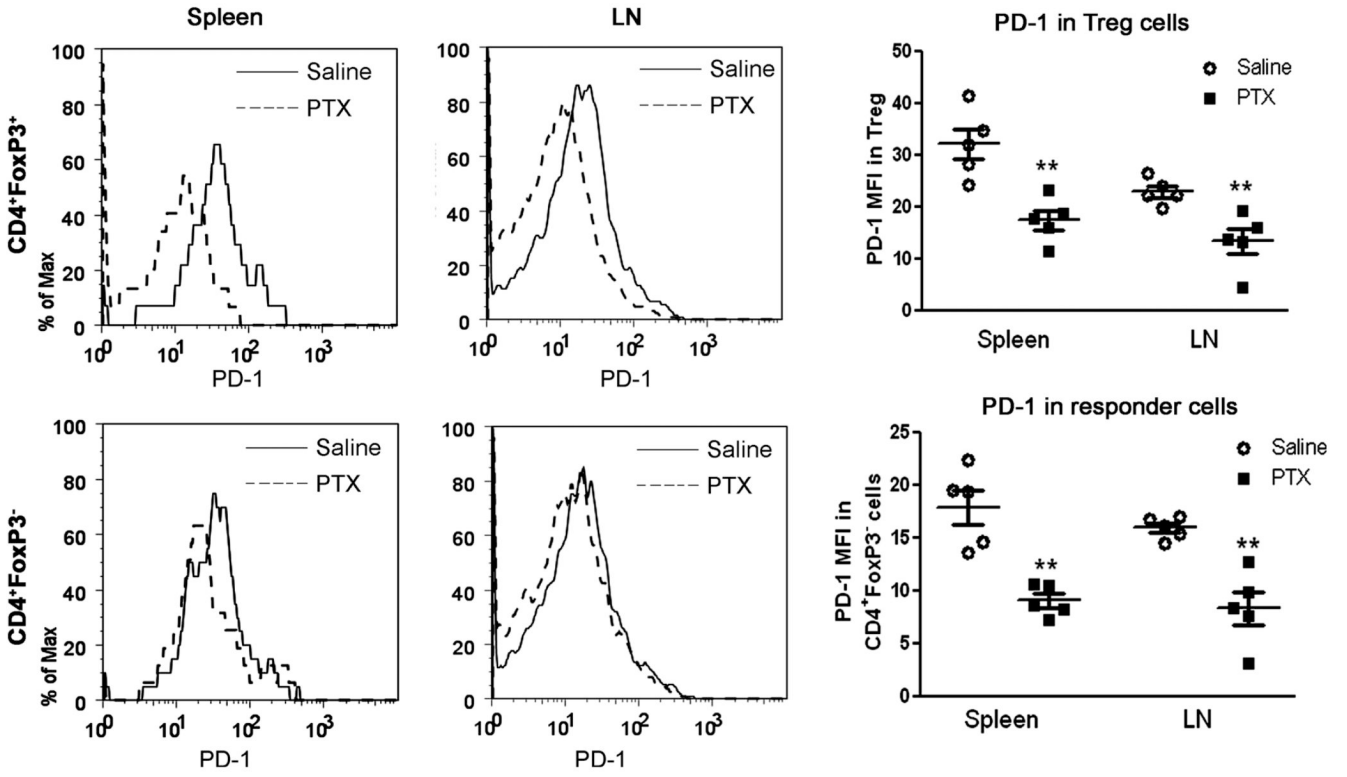 Spleen
CD4⁺FoxP3⁺
% of Max
100
80
60
40
20
0
Saline
PTX
10⁰ 10¹ 10² 10³
PD-1
LN
100
80
60
40
20
0
Saline
PTX
10⁰ 10¹ 10² 10³
PD-1
PD-1 in Treg cells
PD-1 MFI in Treg
50
40
30
20
10
0
Saline
PTX
**
**
Spleen LN
CD4⁺FoxP3⁻
% of Max
100
80
60
40
20
0
Saline
PTX
10⁰ 10¹ 10² 10³
PD-1
100
80
60
40
20
0
Saline
PTX
10⁰ 10¹ 10² 10³
PD-1
PD-1 in responder cells
PD-1 MFI in
CD4⁺FoxP3⁻ cells
25
20
15
10
5
0
Saline
PTX
**
**
Spleen LN